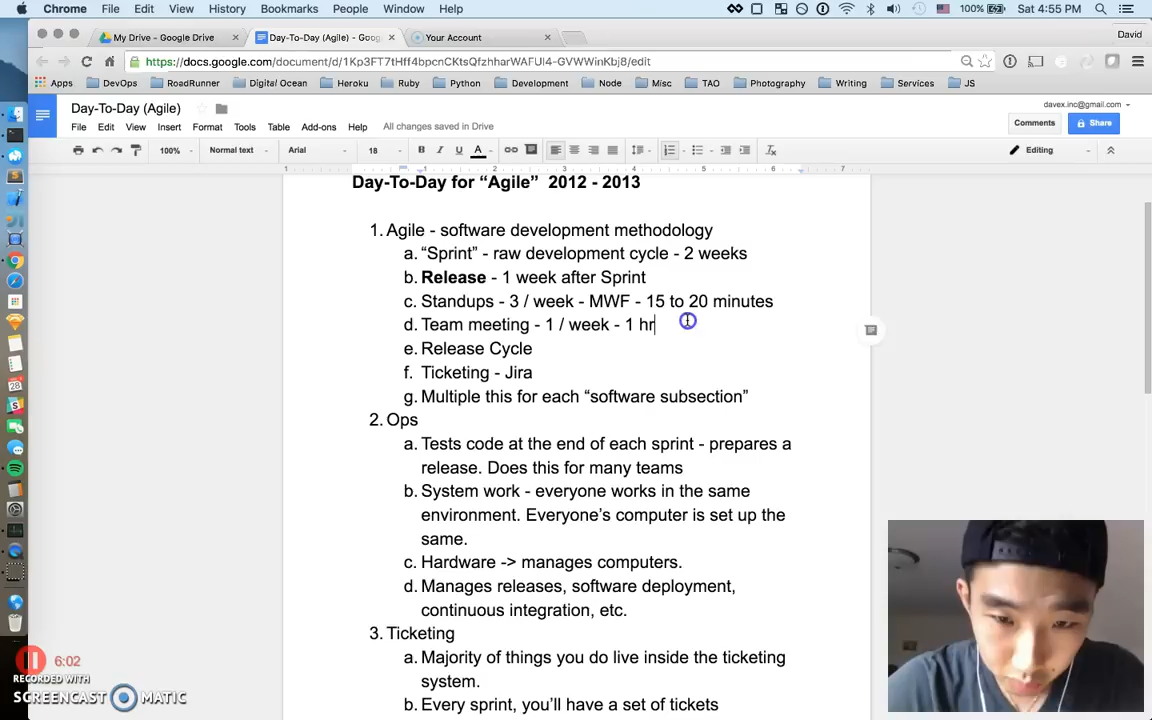 Chrome File Edit View History Bookmarks People Window Help 100% Sat 4:55 PM
My Drive - Google Drive Day-To-Day (Agile) - Goog Your Account David
https://docs.google.com/document/d/1Kp3FT7tHff4bpcnCKtsQfzhharWAFUl4-GVWWinKbj8/edit
Apps DevOps RoadRunner Digital Ocean Heroku Ruby Python Development Node Misc TAO Photography Writing Services JS
Day-To-Day (Agile)
davex.inc@gmail.com
File Edit View Insert Format Tools Table Add-ons Help All changes saved in Drive
Comments Share
100% Normal text Arial 18 B I U A Editing
1 1 2 3 4 5 6 7
Day-To-Day for “Agile” 2012 - 2013
1. Agile - software development methodology
a. “Sprint” - raw development cycle - 2 weeks
b. Release - 1 week after Sprint
c. Standups - 3 / week - MWF - 15 to 20 minutes
d. Team meeting - 1 / week - 1 hr
e. Release Cycle
f. Ticketing - Jira
g. Multiple this for each “software subsection”
2. Ops
a. Tests code at the end of each sprint - prepares a
release. Does this for many teams
b. System work - everyone works in the same
environment. Everyone’s computer is set up the
same.
c. Hardware -> manages computers.
d. Manages releases, software deployment,
continuous integration, etc.
3. Ticketing
a. Majority of things you do live inside the ticketing
system.
b. Every sprint, you’ll have a set of tickets
6:02
RECORDED WITH
SCREENCAST MATIC